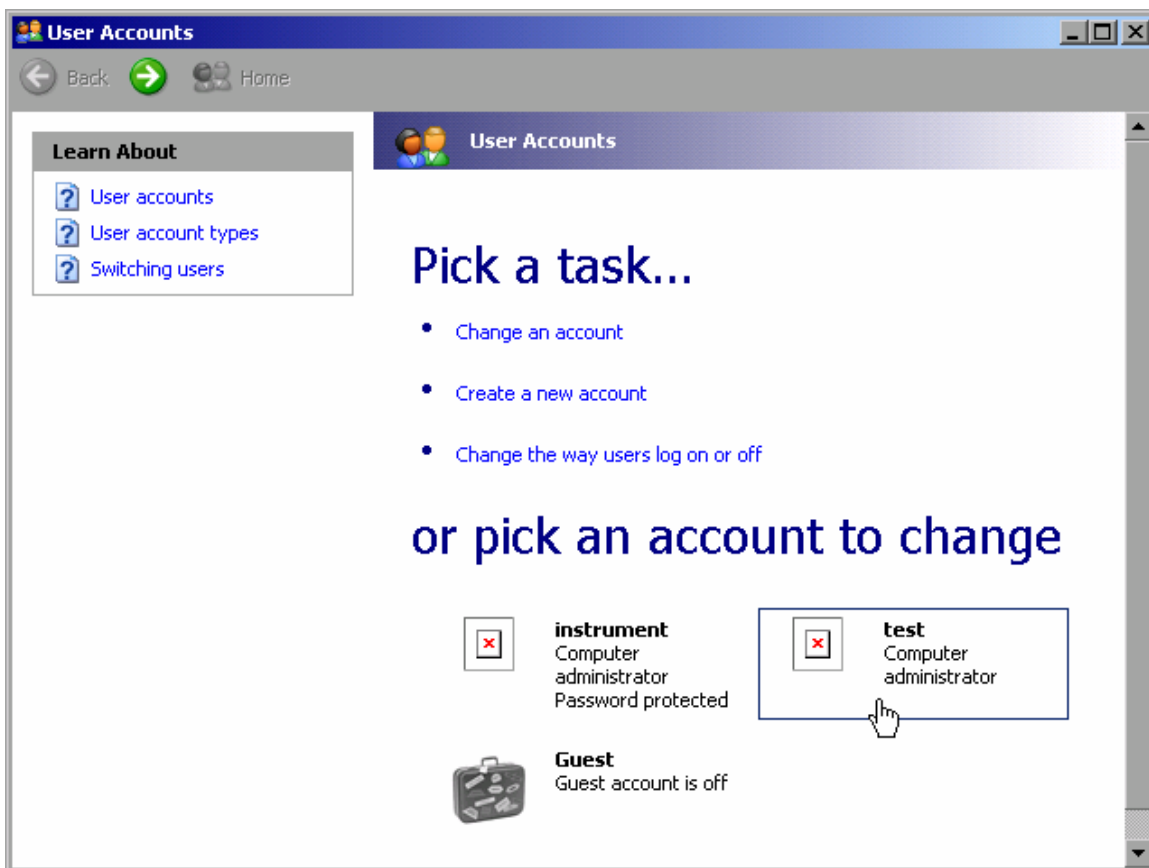 User Accounts
Back
Home
Learn About
User accounts
User account types
Switching users
User Accounts
Pick a task...
Change an account
Create a new account
Change the way users log on or off
or pick an account to change
instrument
Computer
administrator
Password protected
test
Computer
administrator
Guest
Guest account is off